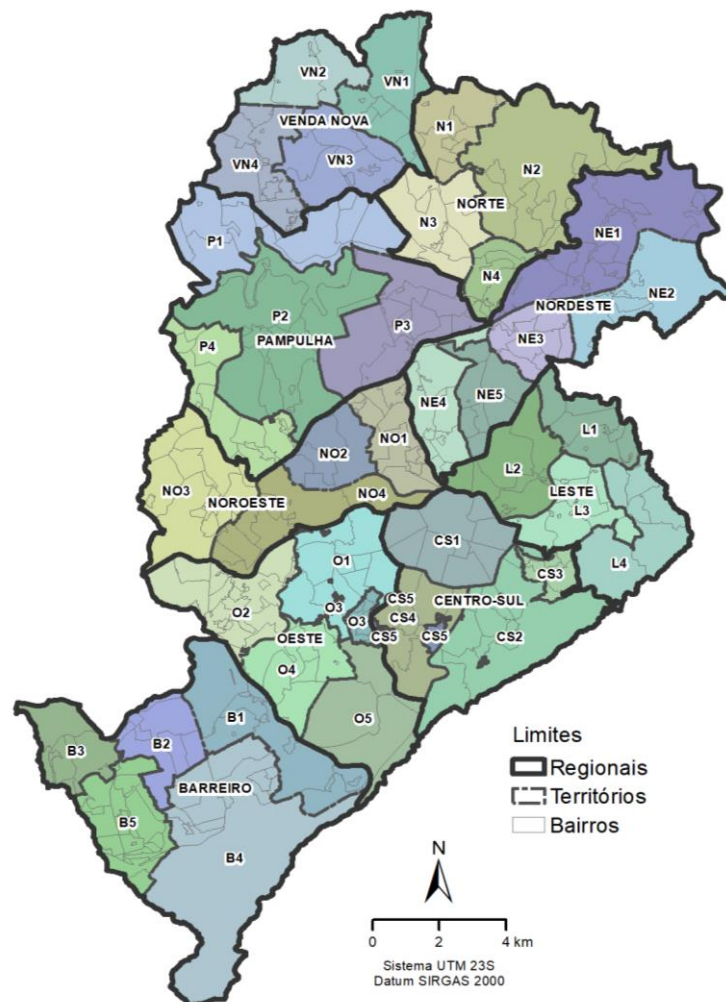 VN2
VN1
VENDA NOVA
N1
VN4
VN3
N2
NORTE
P1
N3
NE1
N4
NE2
NORDESTE
P2
P3
PAMPULHA
NE3
P4
NE4
NE5
L1
NO1
NO2
L2
NO3
NOROESTE
NO4
LESTE
L3
CS1
O1
CS3
L4
O2
O3
O3
CS5
CENTRO-SUL
CS4
OESTE
CS5
CS5
CS2
O4
B1
O5
B3
B2
BARREIRO
B5
B4
Limites
Regionais
Territórios
Bairros
N
0 2 4 km
Sistema UTM 23S
Datum SIRGAS 2000